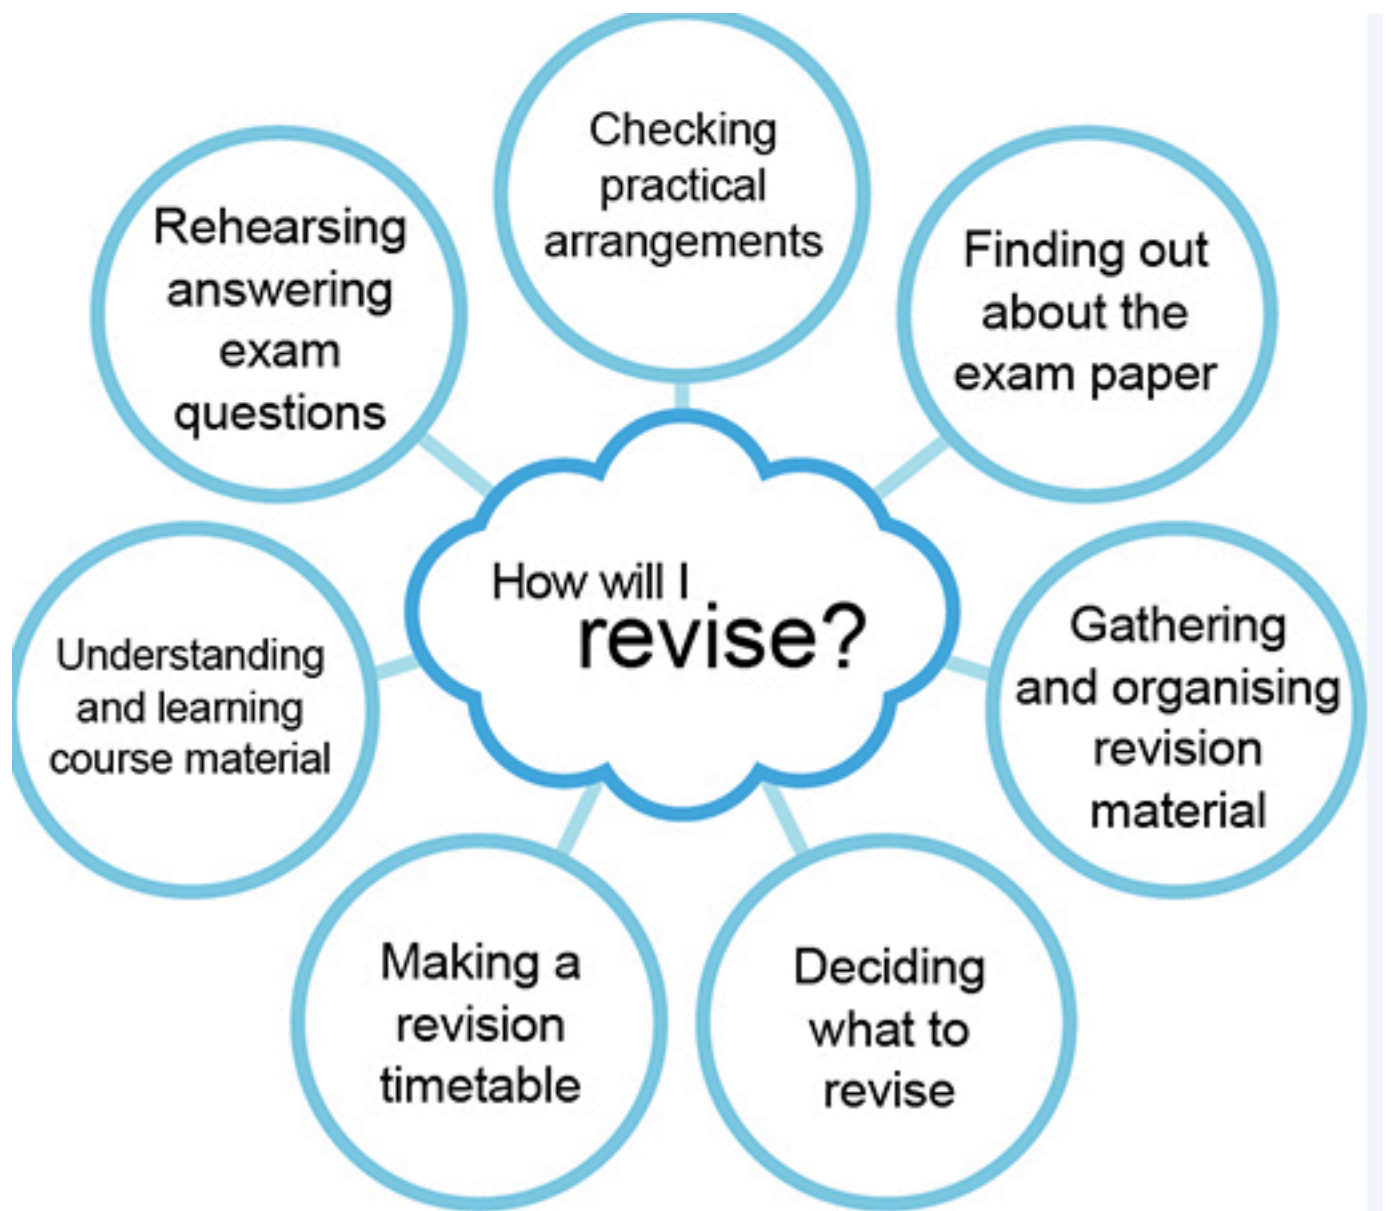 Checking
practical
arrangements
Finding out
about the
exam paper
Gathering
and organising
revision
material
Deciding
what to
revise
Making a
revision
timetable
Understanding
and learning
course material
Rehearsing
answering
exam
questions
How will I
revise?